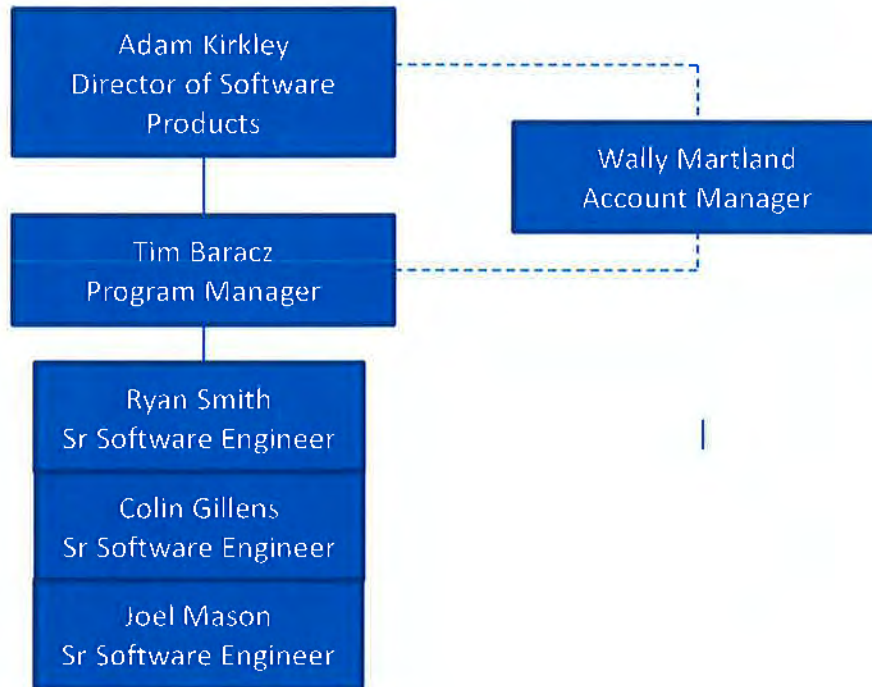 Adam Kirkley
Director of Software
Products
Wally Martland
Account Manager
Tim Baracz
Program Manager
Ryan Smith
Sr Software Engineer
Colin Gillens
Sr Software Engineer
Joel Mason
Sr Software Engineer